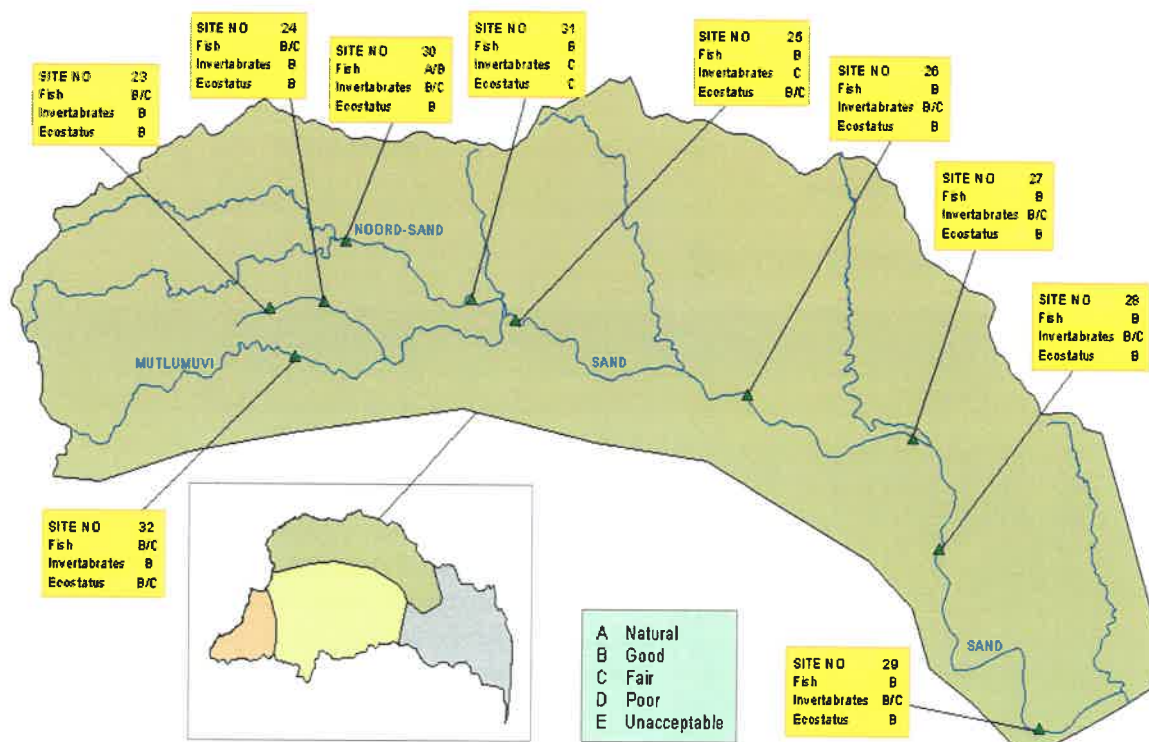 SITE NO 24
Fish B/C
Invertabrates B
Ecostatus B
SITE NO 31
Fish B
Invertabrates C
Ecostatus C
SITE NO 25
Fish B
Invertabrates C
Ecostatus B/C
SITE NO 30
Fish A/B
Invertabrates B/C
Ecostatus B
SITE NO 23
Fish B/C
Invertabrates B
Ecostatus B
SITE NO 26
Fish B
Invertabrates B/C
Ecostatus B
SITE NO 27
Fish B
Invertabrates B/C
Ecostatus B
NOORD-SAND
SITE NO 28
Fish B
Invertabrates B/C
Ecostatus B
MUTLUMUVI
SAND
SITE NO 32
Fish B/C
Invertabrates B
Ecostatus B/C
A Natural
B Good
C Fair
D Poor
E Unacceptable
SAND
SITE NO 29
Fish B
Invertabrates B/C
Ecostatus B